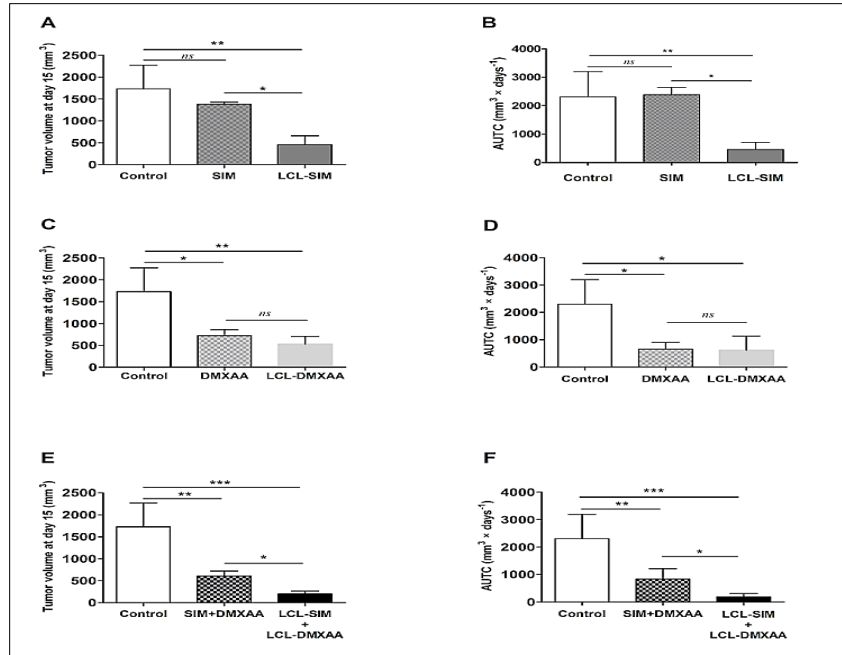 A
Tumor volume at day 15 (mm³)
2500
2000
1500
1000
500
0
**
ns
*
Control SIM LCL-SIM
B
AUTC (mm³ × days⁻¹)
4000
3000
2000
1000
0
**
ns
*
Control SIM LCL-SIM
C
Tumor volume at day 15 (mm³)
2500
2000
1500
1000
500
0
**
*
ns
Control DMXAA LCL-DMXAA
D
AUTC (mm³ × days⁻¹)
4000
3000
2000
1000
0
*
*
ns
Control DMXAA LCL-DMXAA
E
Tumor volume at day 15 (mm³)
2500
2000
1500
1000
500
0
***
**
*
Control SIM+DMXAA LCL-SIM
+
LCL-DMXAA
F
AUTC (mm³ × days⁻¹)
4000
3000
2000
1000
0
***
**
*
Control SIM+DMXAA LCL-SIM
+
LCL-DMXAA